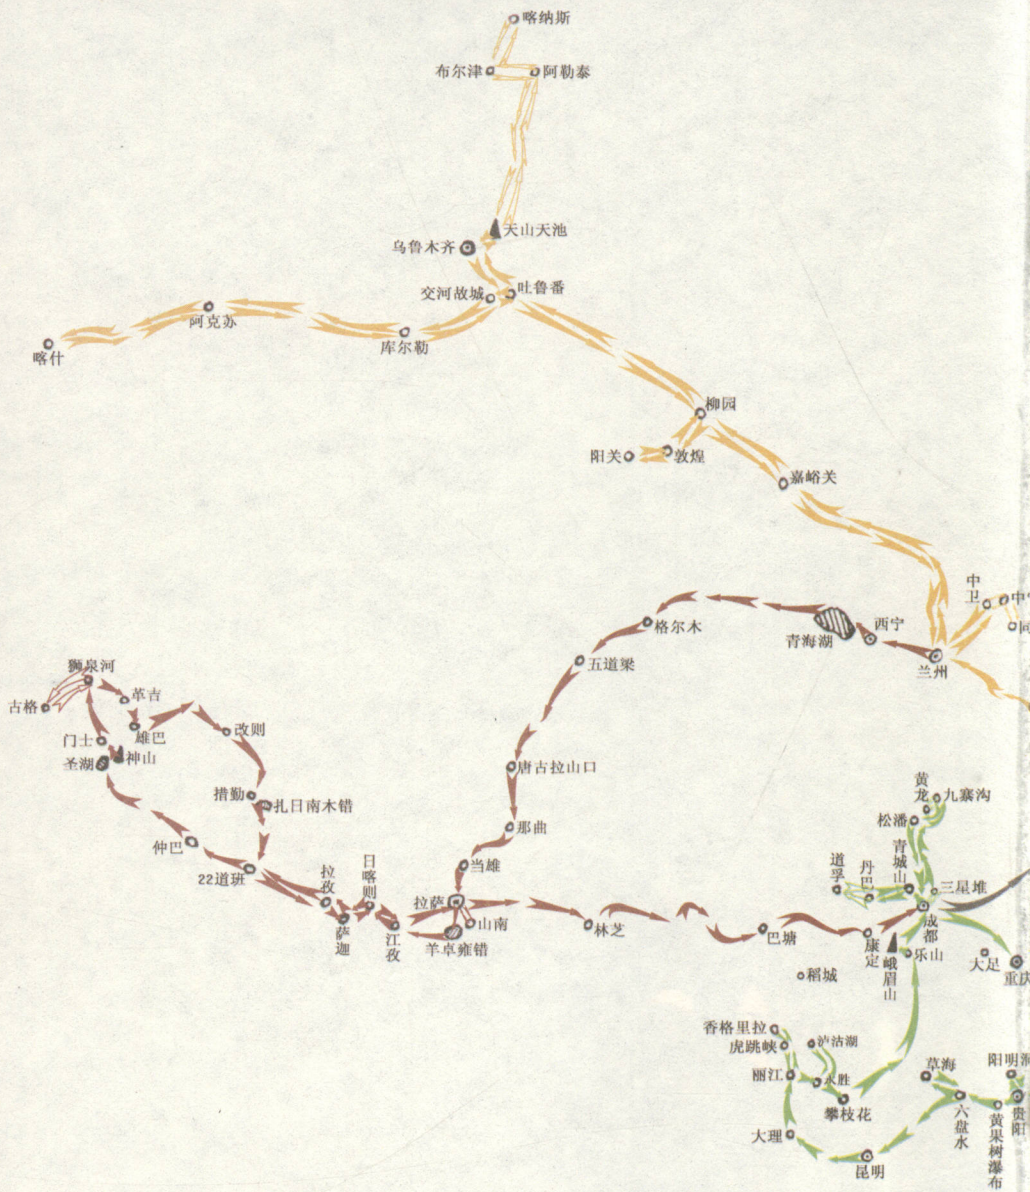 喀纳斯
布尔津
阿勒泰
天山天池
乌鲁木齐
交河故城
吐鲁番
阿克苏
库尔勒
喀什
柳园
阳关
敦煌
嘉峪关
中卫
格尔木
青海湖
西宁
兰州
五道梁
狮泉河
古格
革吉
雄巴
改则
门士
圣湖
神山
唐古拉山口
措勤
扎日南木错
那曲
仲巴
22道班
当雄
拉孜
日喀则
拉萨
山南
萨迦
江孜
羊卓雍错
林芝
巴塘
康定
稻城
黄龙
九寨沟
松潘
青城山
道孚
丹巴
三星堆
成都
乐山
峨眉山
大足
重庆
香格里拉
虎跳峡
泸沽湖
丽江
永胜
攀枝花
草海
阳明洞
六盘水
黄果树瀑布
贵阳
大理
昆明